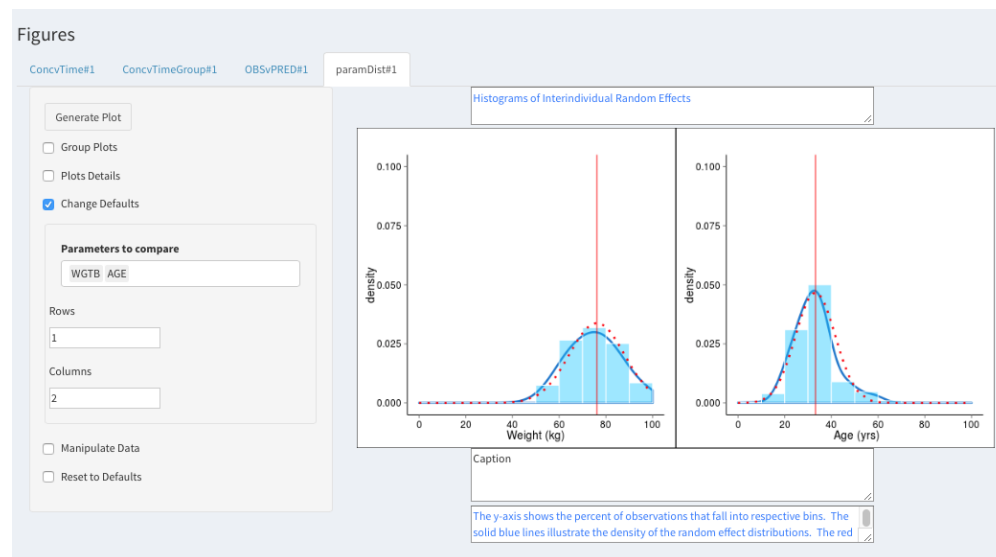 Figures
ConcvTime#1 ConcvTimeGroup#1 OBSvPRED#1 paramDist#1
Generate Plot
Group Plots
Plots Details
Change Defaults
Parameters to compare
WGTB AGE
Rows
1
Columns
2
Manipulate Data
Reset to Defaults
Histograms of Interindividual Random Effects
0.100
0.075
0.050
0.025
0.000
density
0 20 40 60 80 100
Weight (kg)
0.100
0.075
0.050
0.025
0.000
density
0 20 40 60 80 100
Age (yrs)
Caption
The y-axis shows the percent of observations that fall into respective bins. The
solid blue lines illustrate the density of the random effect distributions. The red